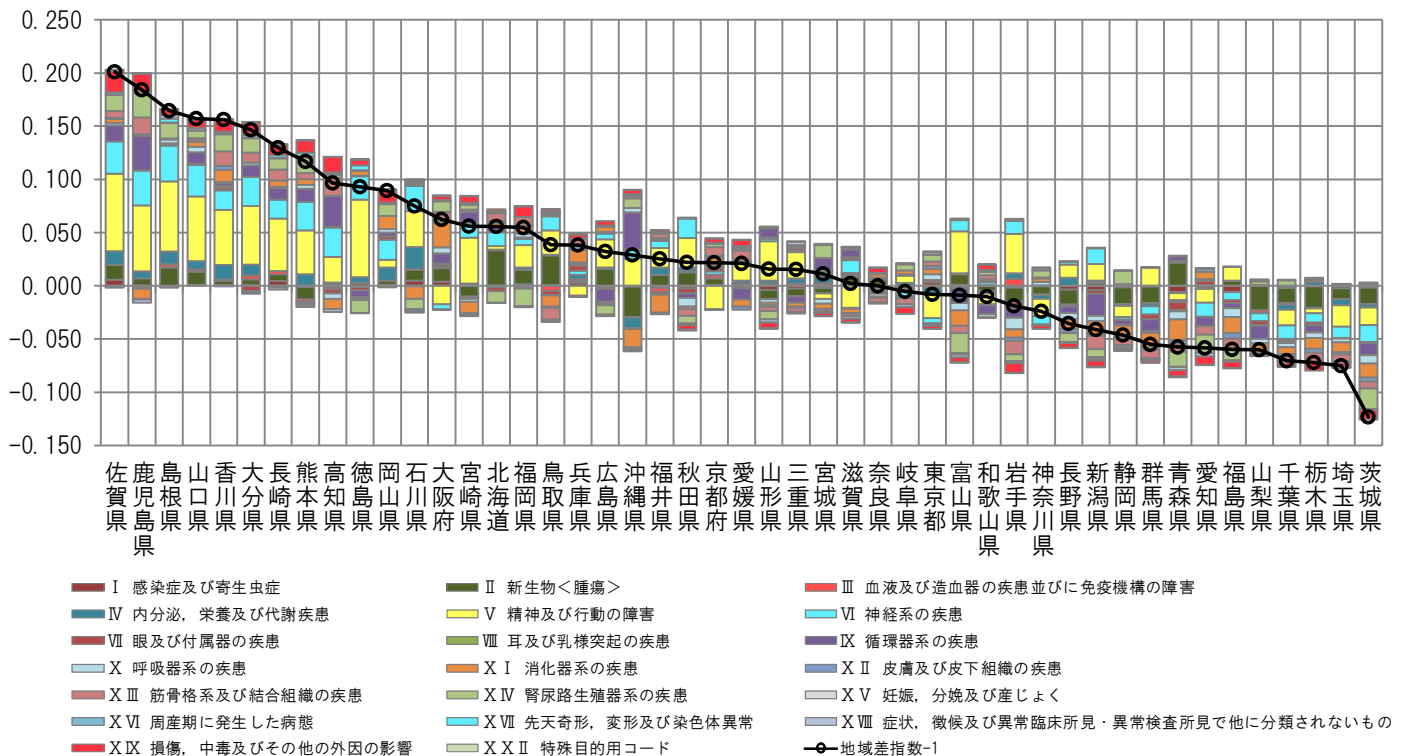 0.250
0.200
0.150
0.100
0.050
0.000
-0.050
-0.100
-0.150
佐賀県
鹿児島県
島根県
山口県
香川県
大分県
長崎県
熊本県
高知県
徳島県
岡山県
石川県
大阪府
宮崎県
北海道
福岡県
鳥取県
兵庫県
広島県
沖縄県
福井県
秋田県
京都府
愛媛県
山形県
三重県
宮城県
滋賀県
奈良県
岐阜県
東京都
富山県
和歌山県
岩手県
神奈川県
長野県
新潟県
静岡県
群馬県
青森県
愛知県
福島県
山梨県
千葉県
栃木県
埼玉県
茨城県
Ⅰ 感染症及び寄生虫症
Ⅱ 新生物＜腫瘍＞
Ⅲ 血液及び造血器の疾患並びに免疫機構の障害
Ⅳ 内分泌，栄養及び代謝疾患
Ⅴ 精神及び行動の障害
Ⅵ 神経系の疾患
Ⅶ 眼及び付属器の疾患
Ⅷ 耳及び乳様突起の疾患
Ⅸ 循環器系の疾患
Ⅹ 呼吸器系の疾患
ⅩⅠ 消化器系の疾患
ⅩⅡ 皮膚及び皮下組織の疾患
ⅩⅢ 筋骨格系及び結合組織の疾患
ⅩⅣ 腎尿路生殖器系の疾患
ⅩⅤ 妊娠，分娩及び産じょく
ⅩⅥ 周産期に発生した病態
ⅩⅦ 先天奇形，変形及び染色体異常
ⅩⅧ 症状，徴候及び異常臨床所見・異常検査所見で他に分類されないもの
ⅩⅨ 損傷，中毒及びその他の外因の影響
ⅩⅩⅡ 特殊目的用コード
地域差指数-1